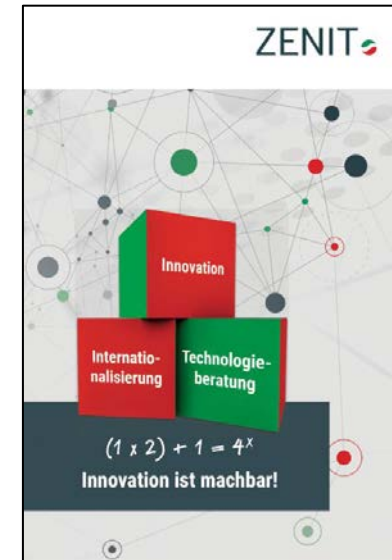 ZENIT
Innovation
Internatio-
nalisierung
Technologie-
beratung
(1 x 2) + 1 = 4ˣ
Innovation ist machbar!